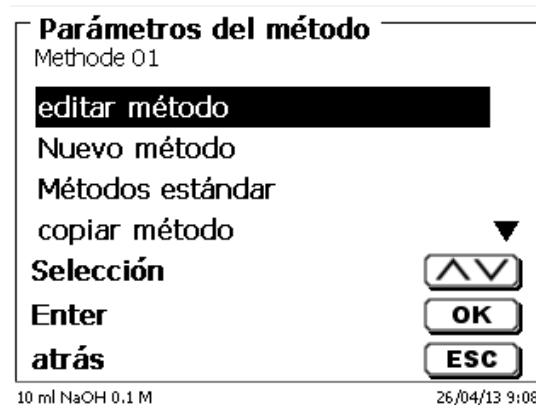 Parámetros del método
Methode 01
editar método
Nuevo método
Métodos estándar
copiar método
Selección
Enter OK
atrás ESC
10 ml NaOH 0.1 M 26/04/13 9:08